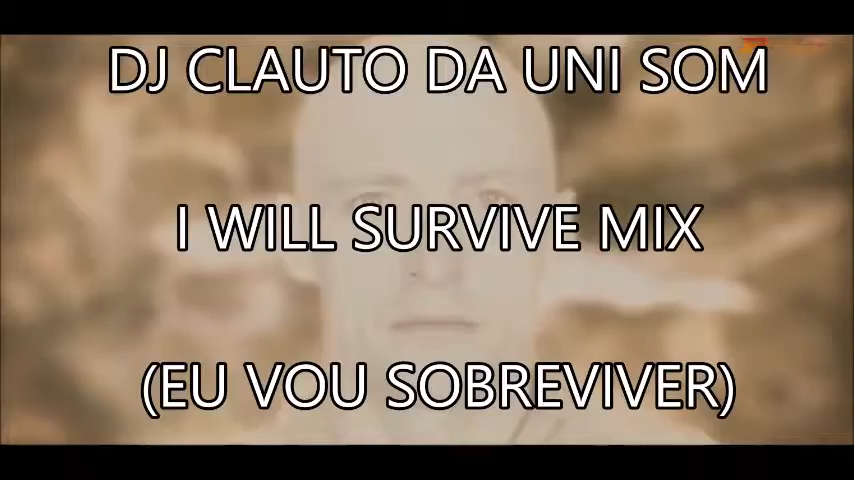 DJ CLAUTO DA UNI SOM
I WILL SURVIVE MIX
(EU VOU SOBREVIVER)